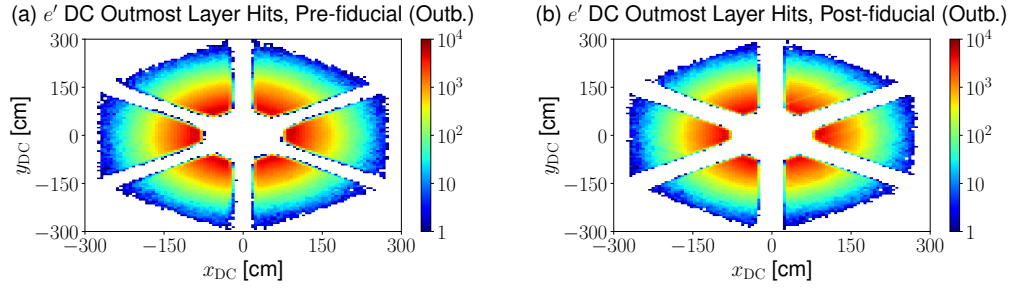 (a) e′ DC Outmost Layer Hits, Pre-fiducial (Outb.)
300
150
0
−150
−300
y_DC [cm]
−300 −150 0 150 300
x_DC [cm]
10^4
10^3
10^2
10
1
(b) e′ DC Outmost Layer Hits, Post-fiducial (Outb.)
300
150
0
−150
−300
y_DC [cm]
−300 −150 0 150 300
x_DC [cm]
10^4
10^3
10^2
10
1